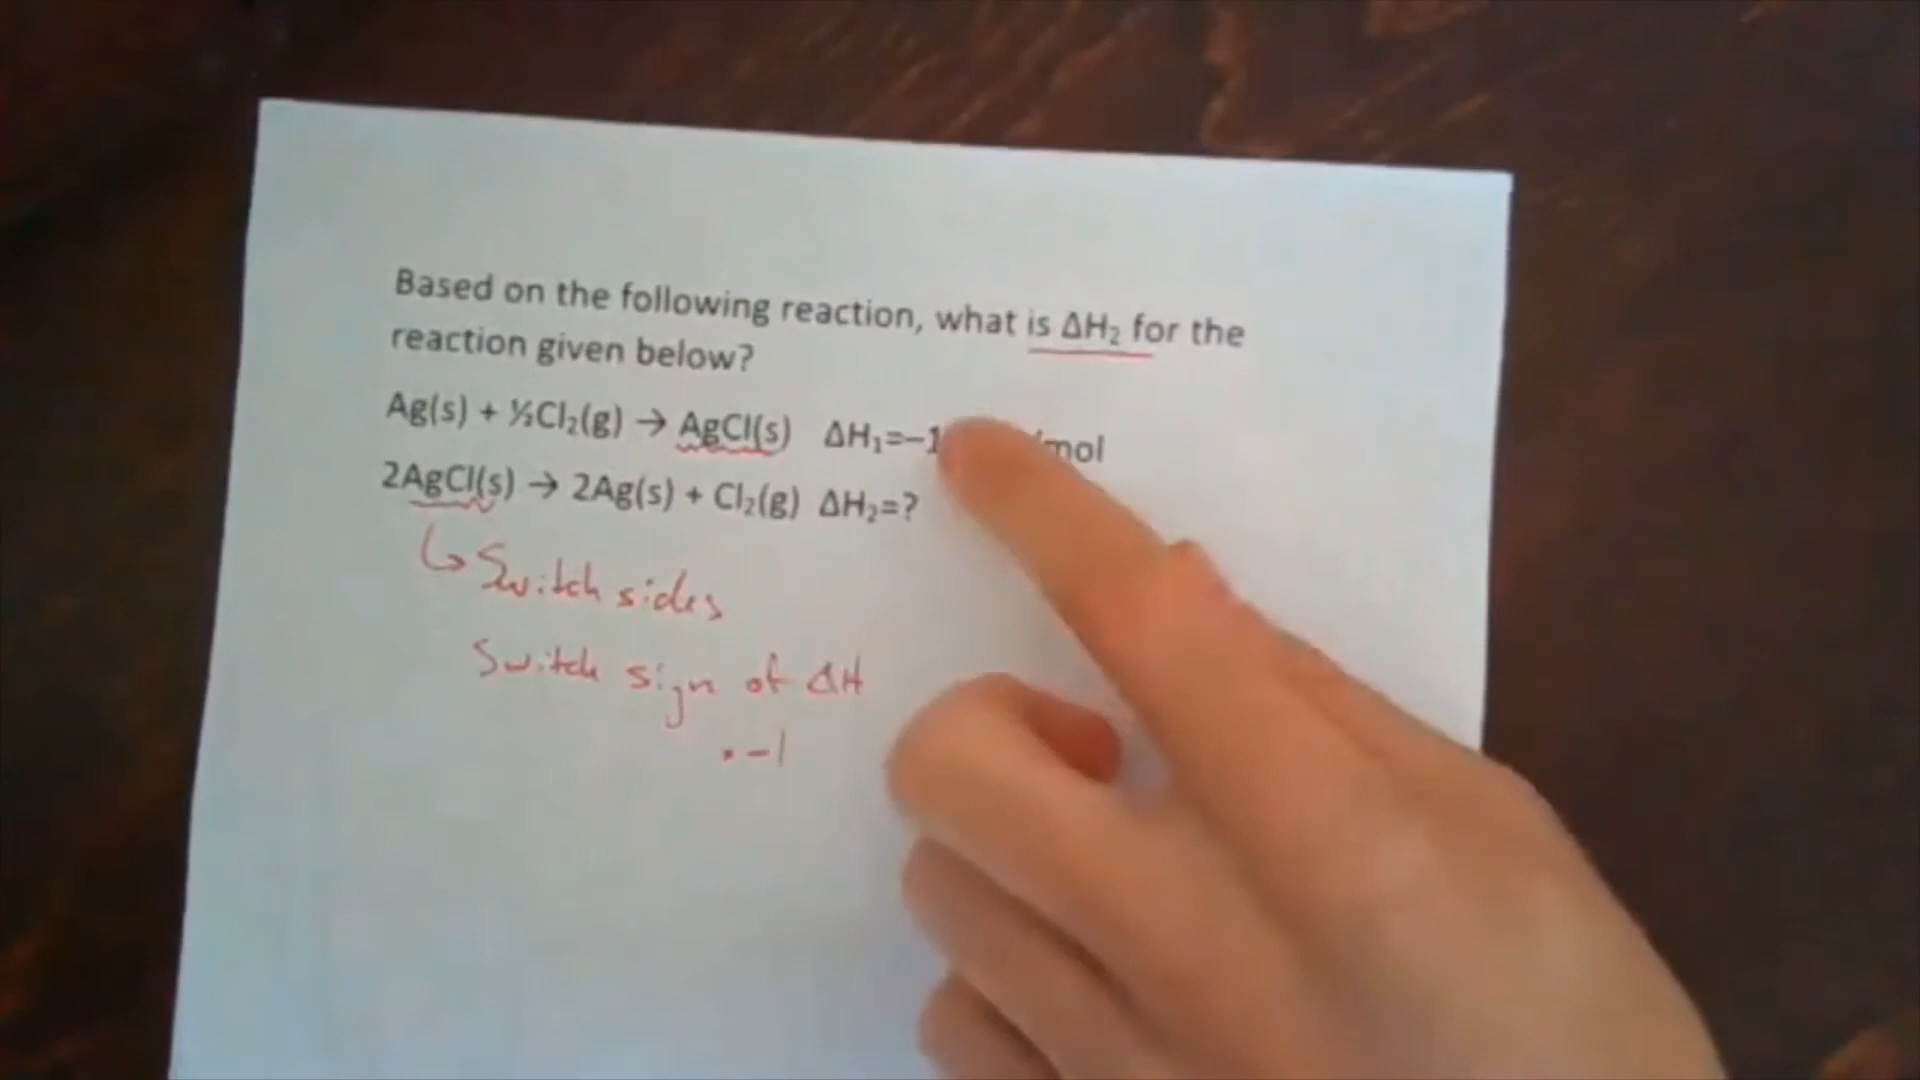 Based on the following reaction, what is ΔH₂ for the
reaction given below?
Ag(s) + ½Cl₂(g) → AgCl(s) ΔH₁=−1 /mol
2AgCl(s) → 2Ag(s) + Cl₂(g) ΔH₂=?
↳ Switch sides
Switch sign of ΔH
· −1